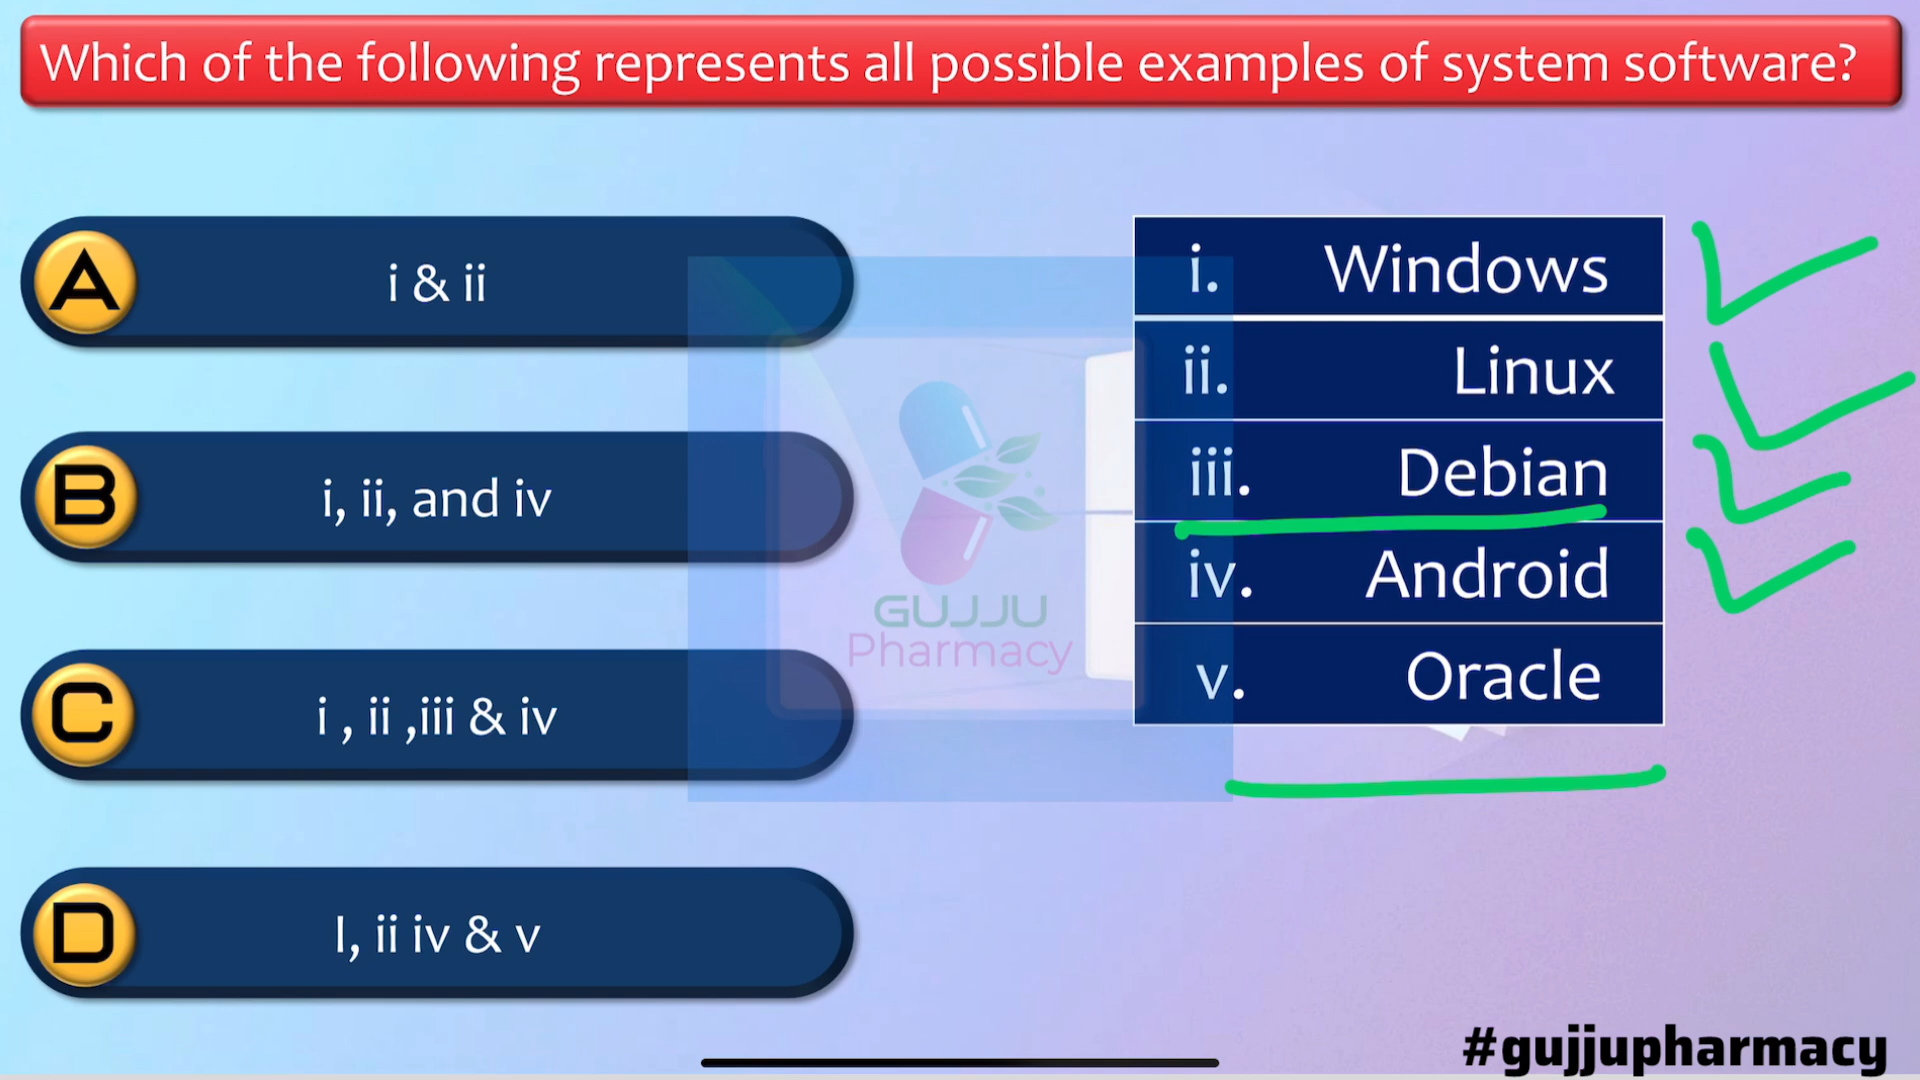 Which of the following represents all possible examples of system software?
A i & ii
B i, ii, and iv
C i , ii ,iii & iv
D I, ii iv & v
i. Windows
ii. Linux
iii. Debian
iv. Android
v. Oracle
GUJJU
Pharmacy
#gujjupharmacy